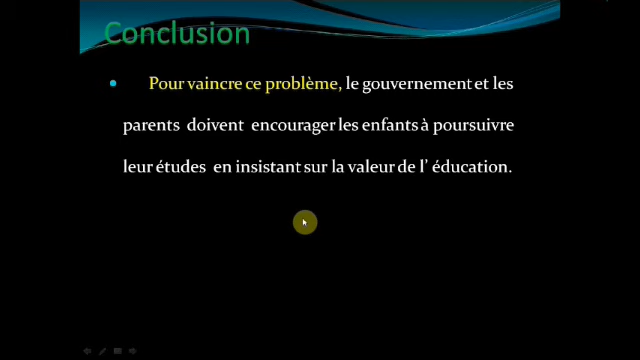 Conclusion
Pour vaincre ce problème, le gouvernement et les
parents doivent encourager les enfants à poursuivre
leur études en insistant sur la valeur de l' éducation.